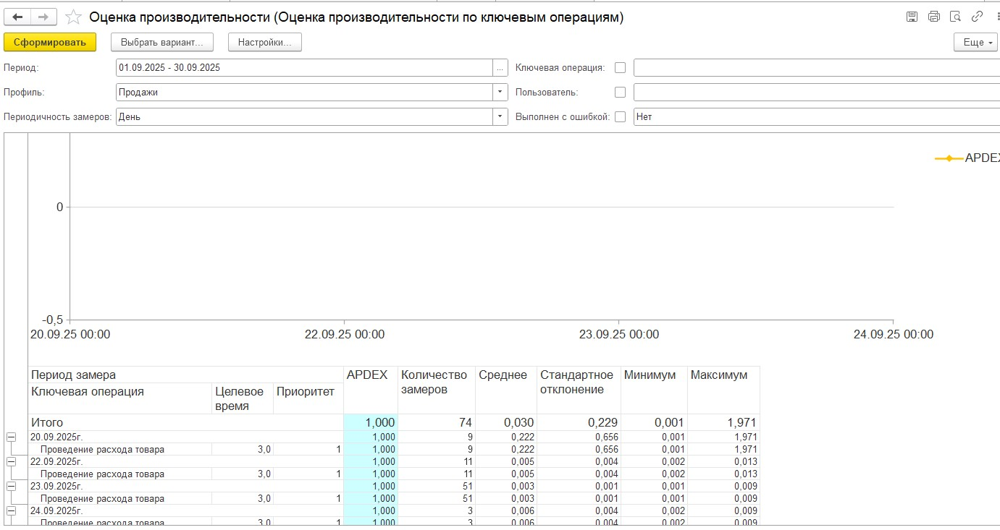 Оценка производительности (Оценка производительности по ключевым операциям)
Сформировать Выбрать вариант... Настройки... Еще
Период: 01.09.2025 - 30.09.2025 ... Ключевая операция:
Профиль: Продажи Пользователь:
Периодичность замеров: День Выполнен с ошибкой: Нет
APDEX
0
-0,5
20.09.25 00:00 22.09.25 00:00 23.09.25 00:00 24.09.25 00:00
Период замера APDEX Количество замеров Среднее Стандартное отклонение Минимум Максимум
Ключевая операция Целевое время Приоритет
Итого 1,000 74 0,030 0,229 0,001 1,971
20.09.2025г. 1,000 9 0,222 0,656 0,001 1,971
Проведение расхода товара 3,0 1 1,000 9 0,222 0,656 0,001 1,971
22.09.2025г. 1,000 11 0,005 0,004 0,002 0,013
Проведение расхода товара 3,0 1 1,000 11 0,005 0,004 0,002 0,013
23.09.2025г. 1,000 51 0,003 0,001 0,001 0,009
Проведение расхода товара 3,0 1 1,000 51 0,003 0,001 0,001 0,009
24.09.2025г. 1,000 3 0,006 0,004 0,002 0,009
Проведение расхода товара 3,0 1 1,000 3 0,006 0,004 0,002 0,009